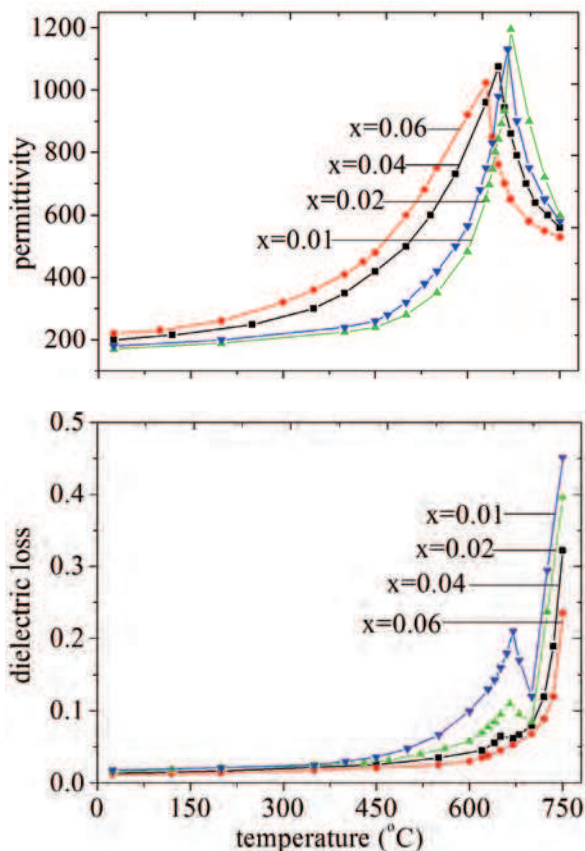 1200
1000
800
600
400
200
permittivity
x=0.06
x=0.04
x=0.02
x=0.01
0.5
0.4
0.3
0.2
0.1
0.0
dielectric loss
x=0.01
x=0.02
x=0.04
x=0.06
0 150 300 450 600 750
temperature (°C)